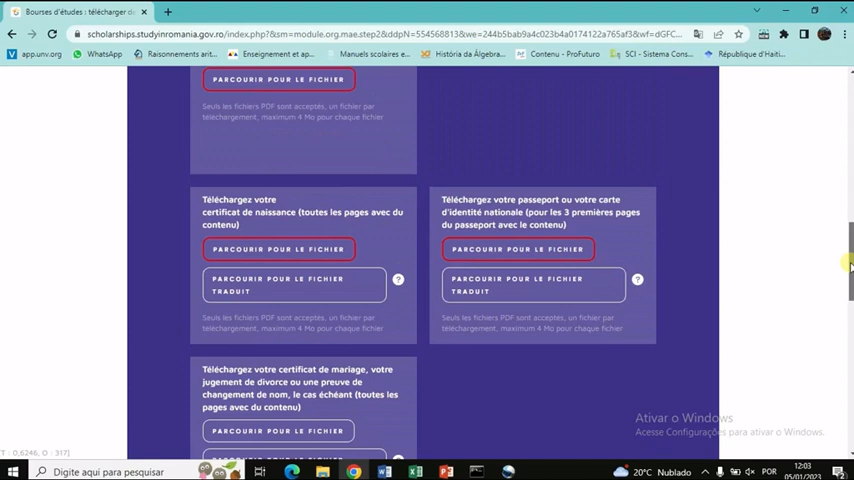 Bourses d'études : télécharger de
scholarships.studyinromania.gov.ro/index.php?&sm=module.org.mae.step2&ddpN=554568813&we=244b5bab9a4c023b4a0174122a765af3&wf=dGFC...
app.unv.org WhatsApp Raisonnements arit... Enseignement et ap... Manuels scolaires e... História da Álgebra... Contenu - ProFuturo SCI - Sistema Cons... République d'Haïti...
PARCOURIR POUR LE FICHIER
Seuls les fichiers PDF sont acceptés, un fichier par
téléchargement, maximum 4 Mo pour chaque fichier
Téléchargez votre
certificat de naissance (toutes les pages avec du
contenu)
PARCOURIR POUR LE FICHIER
PARCOURIR POUR LE FICHIER
TRADUIT
?
Seuls les fichiers PDF sont acceptés, un fichier par
téléchargement, maximum 4 Mo pour chaque fichier
Téléchargez votre passeport ou votre carte
d'identité nationale (pour les 3 premières pages
du passeport avec le contenu)
PARCOURIR POUR LE FICHIER
PARCOURIR POUR LE FICHIER
TRADUIT
?
Seuls les fichiers PDF sont acceptés, un fichier par
téléchargement, maximum 4 Mo pour chaque fichier
Téléchargez votre certificat de mariage, votre
jugement de divorce ou une preuve de
changement de nom, le cas échéant (toutes les
pages avec du contenu)
PARCOURIR POUR LE FICHIER
Ativar o Windows
Acesse Configurações para ativar o Windows.
T : 0,6246, O : 317]
Digite aqui para pesquisar
20°C Nublado
POR
12:03
05/01/2023